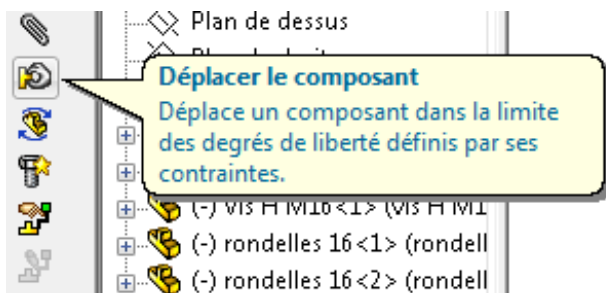 Plan de dessus
Déplacer le composant
Déplace un composant dans la limite
des degrés de liberté définis par ses
contraintes.
(-) vis H M16<1> (vis H M1
(-) rondelles 16<1> (rondell
(-) rondelles 16<2> (rondell